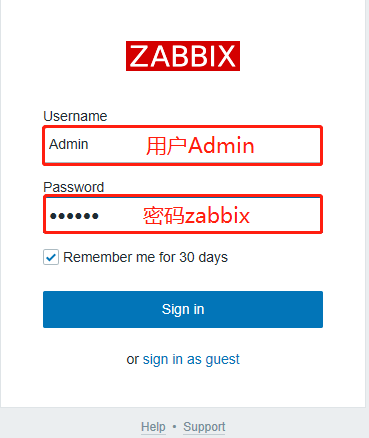 ZABBIX
Username
Admin 用户Admin
Password
●●●●●● 密码zabbix
Remember me for 30 days
Sign in
or sign in as guest
Help • Support